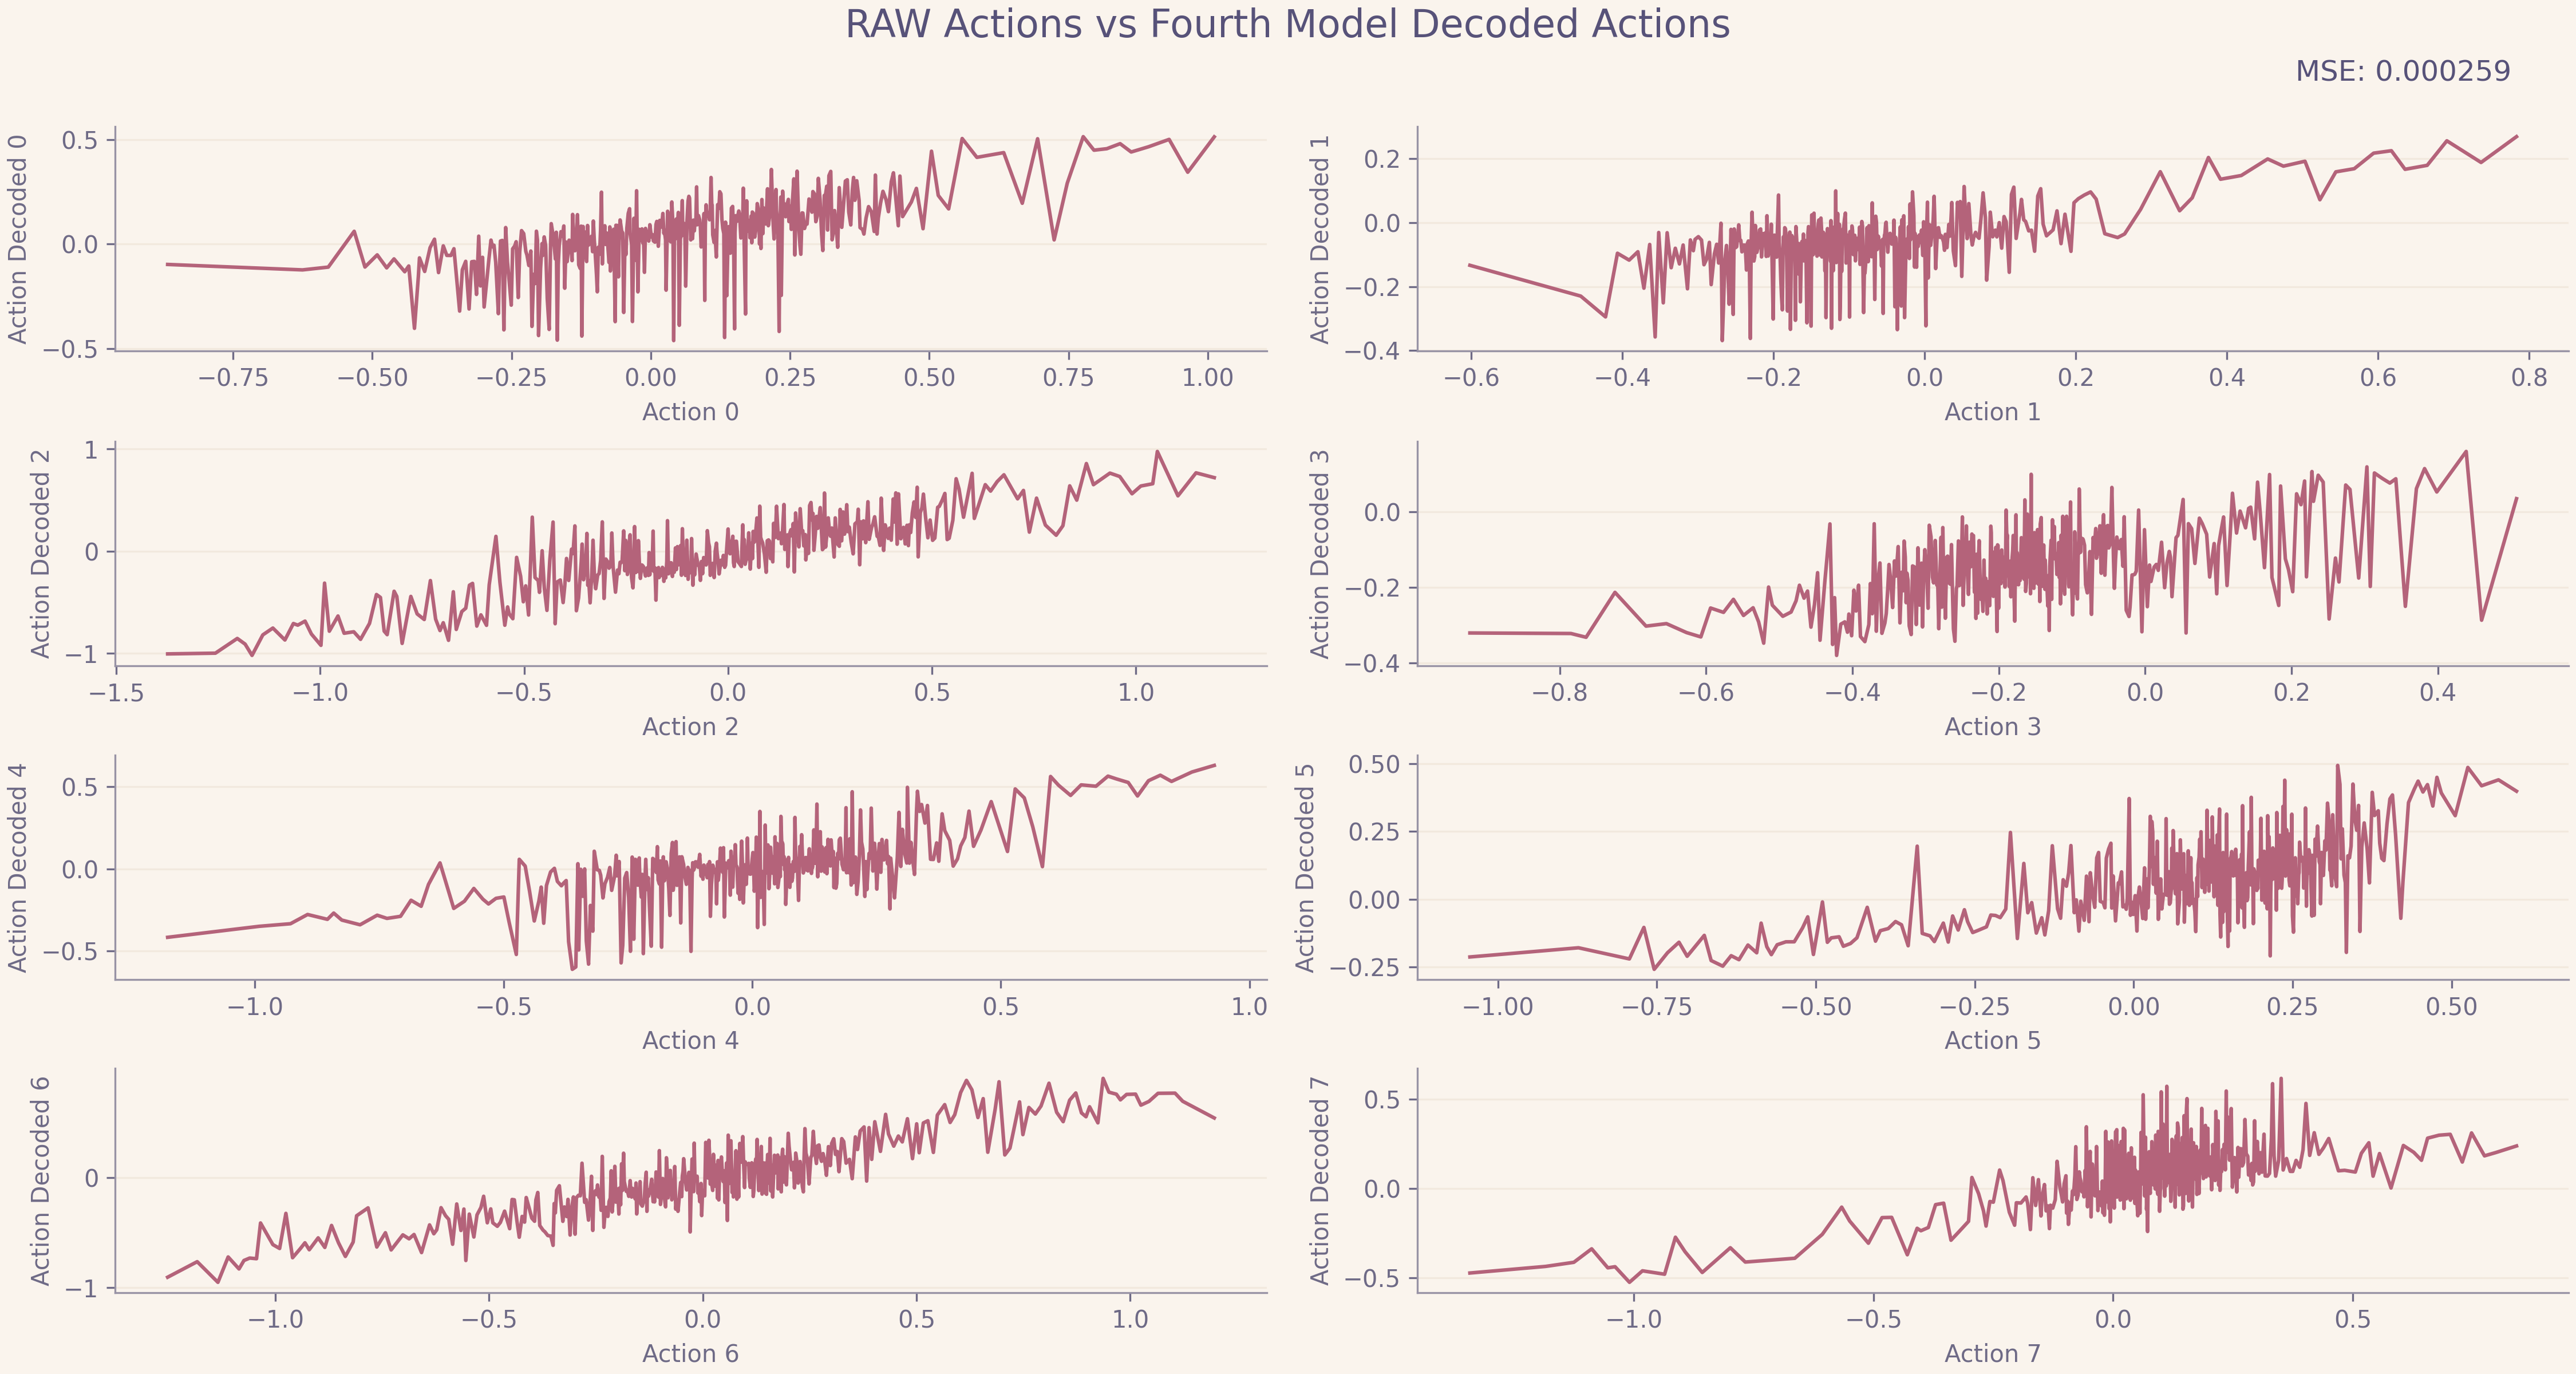 RAW Actions vs Fourth Model Decoded Actions
MSE: 0.000259
Action Decoded 0
0.5
0.0
−0.5
−0.75 −0.50 −0.25 0.00 0.25 0.50 0.75 1.00
Action 0
Action Decoded 1
0.2
0.0
−0.2
−0.4
−0.6 −0.4 −0.2 0.0 0.2 0.4 0.6 0.8
Action 1
Action Decoded 2
1
0
−1
−1.5 −1.0 −0.5 0.0 0.5 1.0
Action 2
Action Decoded 3
0.0
−0.2
−0.4
−0.8 −0.6 −0.4 −0.2 0.0 0.2 0.4
Action 3
Action Decoded 4
0.5
0.0
−0.5
−1.0 −0.5 0.0 0.5 1.0
Action 4
Action Decoded 5
0.50
0.25
0.00
−0.25
−1.00 −0.75 −0.50 −0.25 0.00 0.25 0.50
Action 5
Action Decoded 6
0
−1
−1.0 −0.5 0.0 0.5 1.0
Action 6
Action Decoded 7
0.5
0.0
−0.5
−1.0 −0.5 0.0 0.5
Action 7